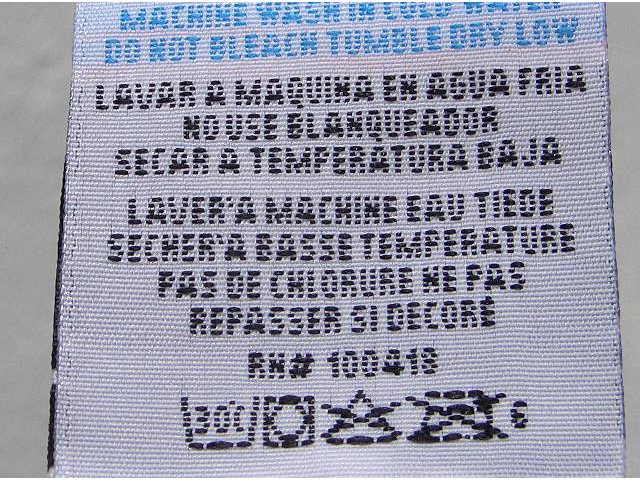 MACHINE WASH IN COLD WATER
DO NOT BLEACH TUMBLE DRY LOW
LAVAR A MAQUINA EN AGUA FRIA
NO USE BLANQUEADOR
SECAR A TEMPERATURA BAJA
LAVER'A MACHINE EAU TIEDE
SECHER'A BASSE TEMPERATURE
PAS DE CHLORURE NE PAS
REPASSER SI DECORÉ
RN# 100418
30C